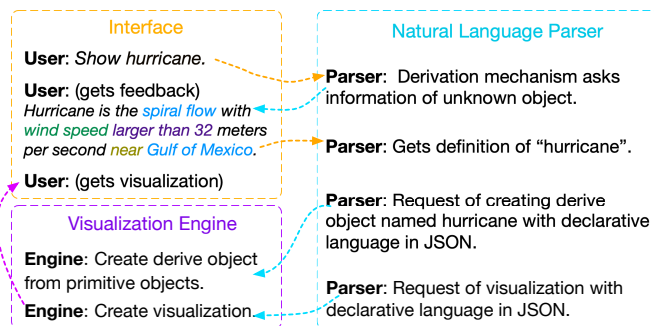 Interface
User: Show hurricane.
User: (gets feedback)
Hurricane is the spiral flow with
wind speed larger than 32 meters
per second near Gulf of Mexico.
User: (gets visualization)
Visualization Engine
Engine: Create derive object
from primitive objects.
Engine: Create visualization.
Natural Language Parser
Parser: Derivation mechanism asks
information of unknown object.
Parser: Gets definition of “hurricane”.
Parser: Request of creating derive
object named hurricane with declarative
language in JSON.
Parser: Request of visualization with
declarative language in JSON.